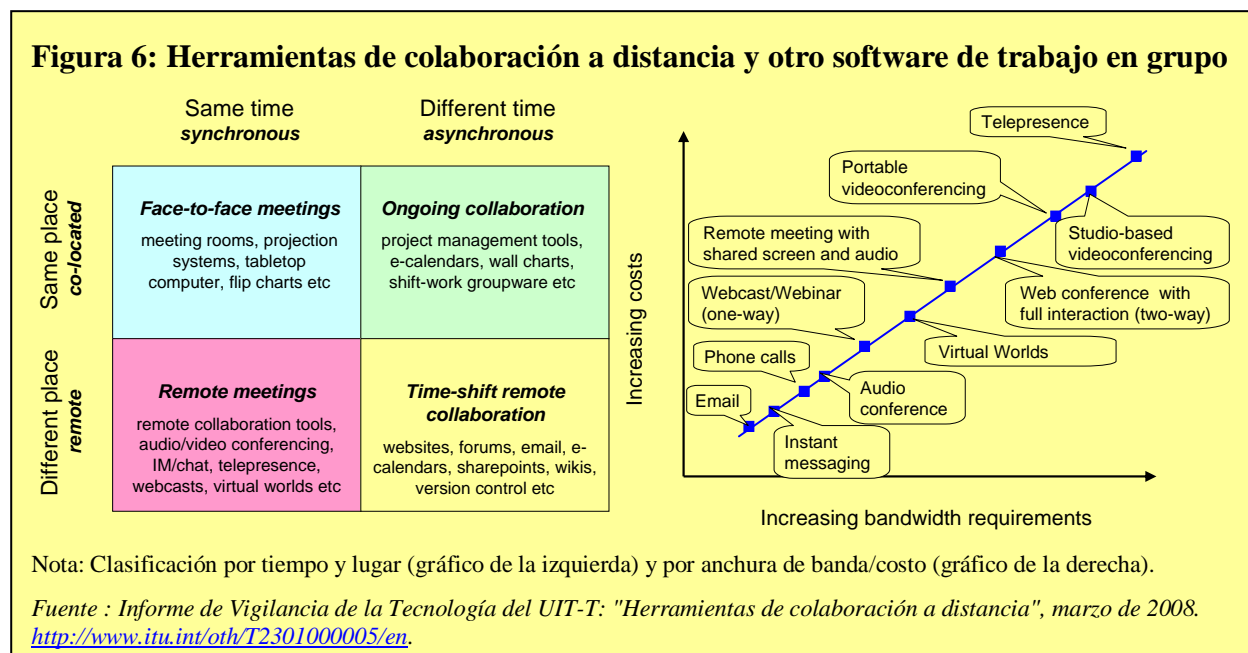 Figura 6: Herramientas de colaboración a distancia y otro software de trabajo en grupo
Same time
synchronous
Different time
asynchronous
Same place
co-located
Face-to-face meetings
meeting rooms, projection
systems, tabletop
computer, flip charts etc
Ongoing collaboration
project management tools,
e-calendars, wall charts,
shift-work groupware etc
Different place
remote
Remote meetings
remote collaboration tools,
audio/video conferencing,
IM/chat, telepresence,
webcasts, virtual worlds etc
Time-shift remote
collaboration
websites, forums, email, e-
calendars, sharepoints, wikis,
version control etc
Increasing costs
Telepresence
Portable
videoconferencing
Studio-based
videoconferencing
Remote meeting with
shared screen and audio
Web conference with
full interaction (two-way)
Webcast/Webinar
(one-way)
Virtual Worlds
Phone calls
Audio
conference
Email
Instant
messaging
Increasing bandwidth requirements
Nota: Clasificación por tiempo y lugar (gráfico de la izquierda) y por anchura de banda/costo (gráfico de la derecha).
Fuente : Informe de Vigilancia de la Tecnología del UIT-T: "Herramientas de colaboración a distancia", marzo de 2008.
http://www.itu.int/oth/T2301000005/en.